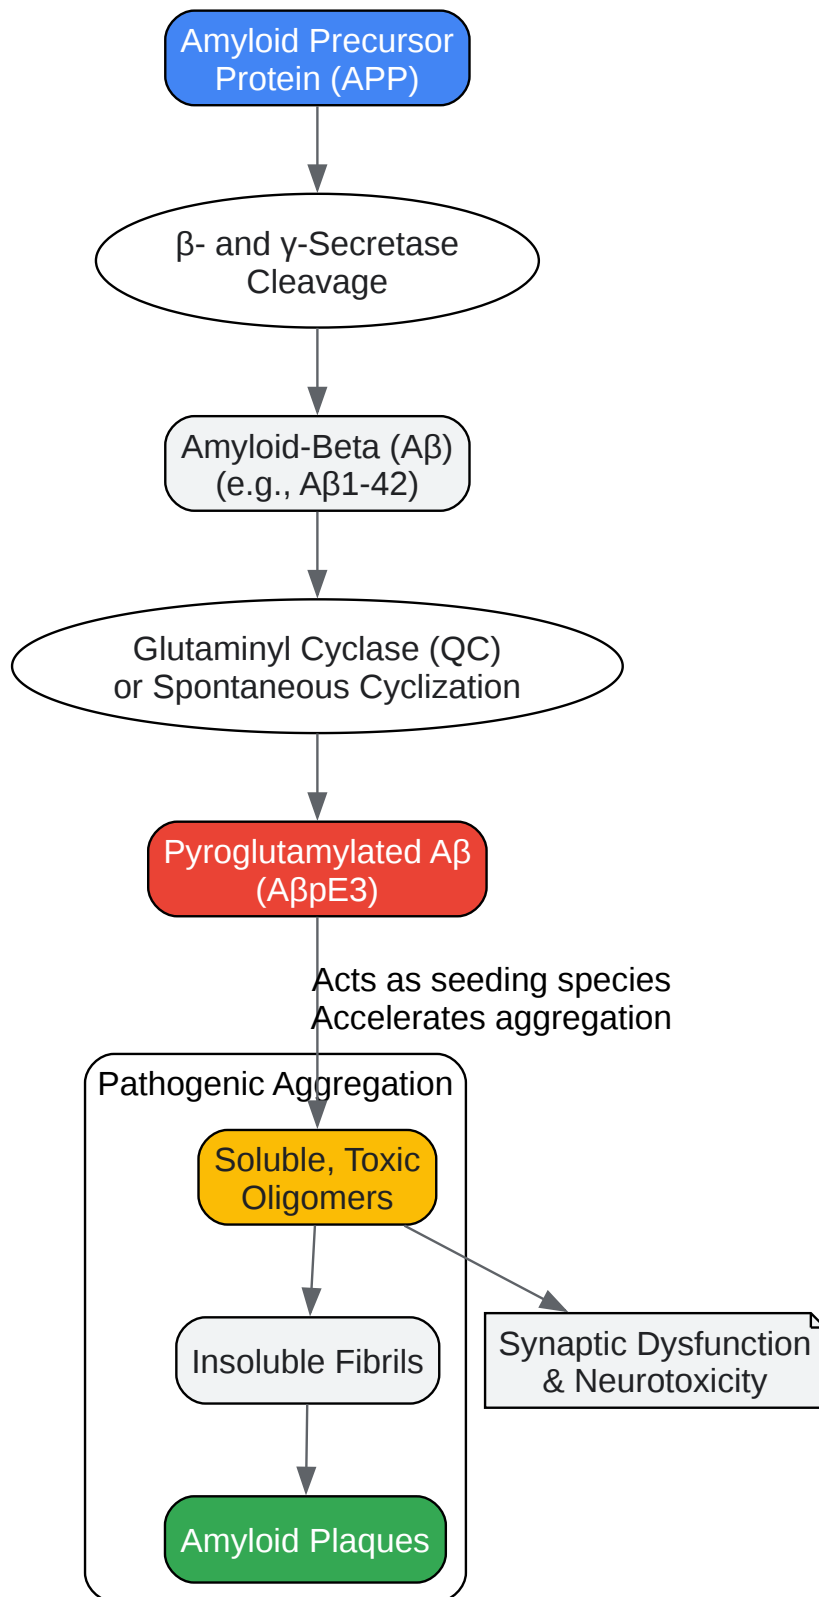 Amyloid Precursor
Protein (APP)
β- and γ-Secretase
Cleavage
Amyloid-Beta (Aβ)
(e.g., Aβ1-42)
Glutaminyl Cyclase (QC)
or Spontaneous Cyclization
Pyroglutamylated Aβ
(AβpE3)
Acts as seeding species
Accelerates aggregation
Pathogenic Aggregation
Soluble, Toxic
Oligomers
Insoluble Fibrils
Synaptic Dysfunction
& Neurotoxicity
Amyloid Plaques